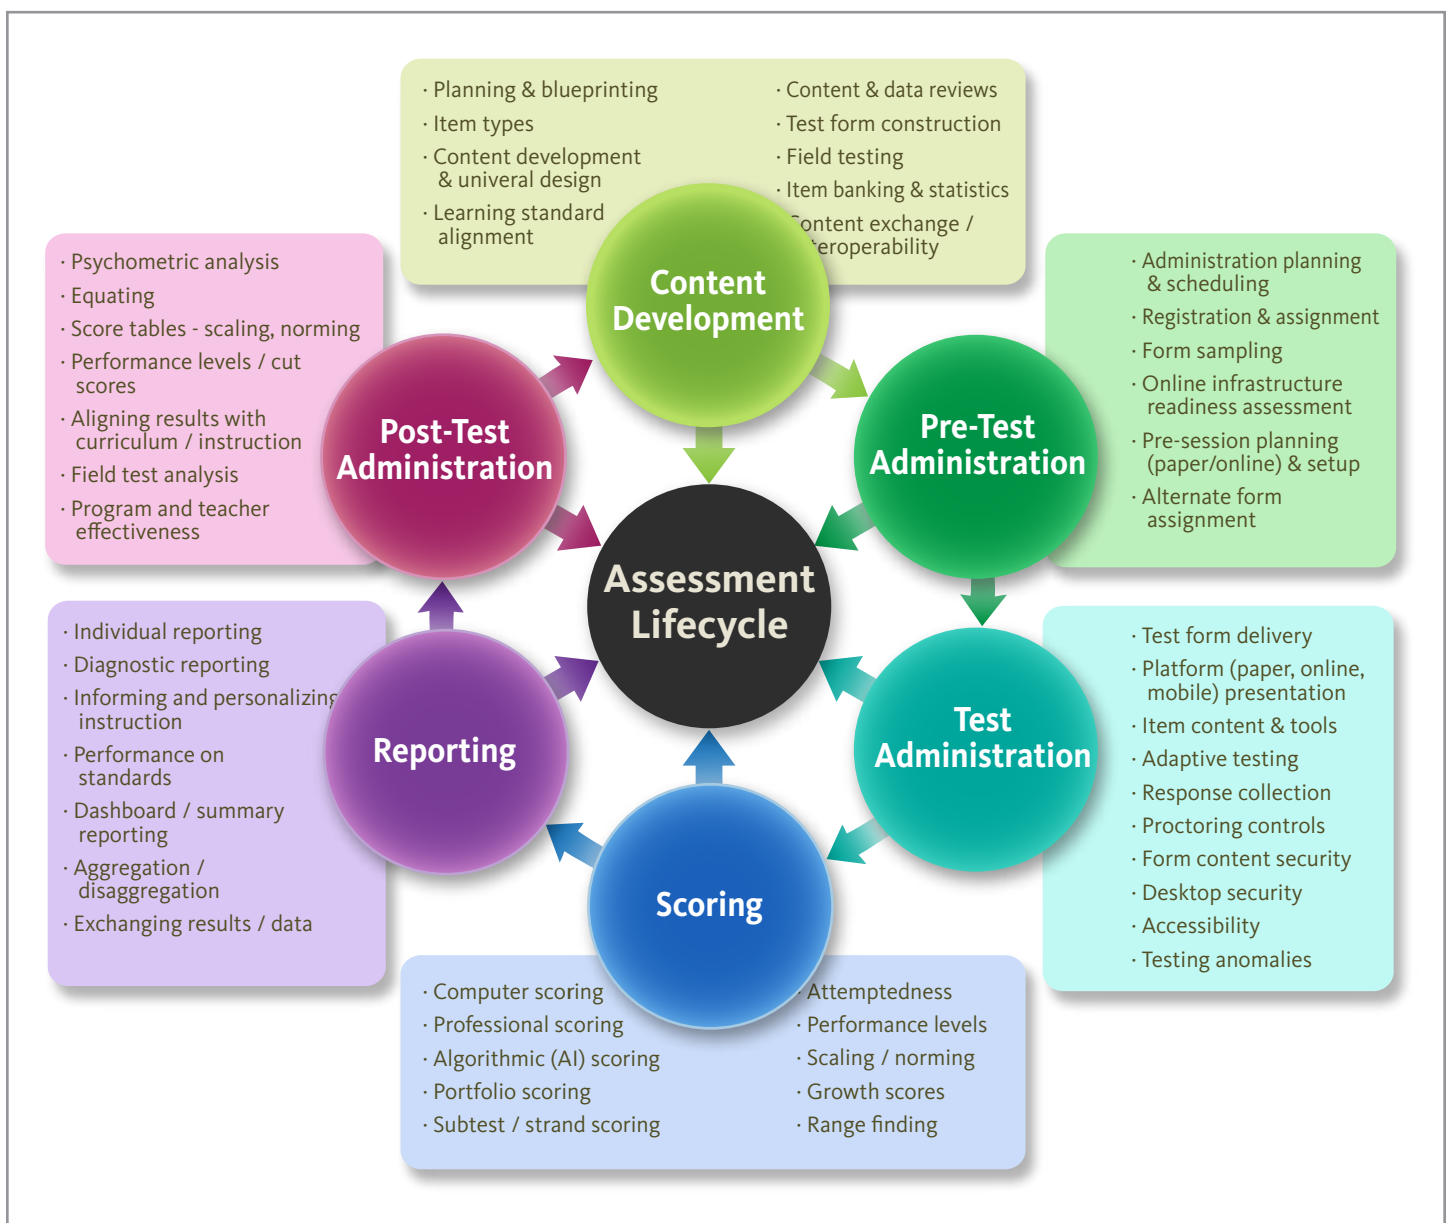 · Planning & blueprinting
· Item types
· Content development
& univeral design
· Learning standard
alignment
· Content & data reviews
· Test form construction
· Field testing
· Item banking & statistics
Content exchange /
teroperability
Content
Development
· Psychometric analysis
· Equating
· Score tables - scaling, norming
· Performance levels / cut
scores
· Aligning results with
curriculum / instruction
· Field test analysis
· Program and teacher
effectiveness
Post-Test
Administration
Pre-Test
Administration
· Administration planning
& scheduling
· Registration & assignment
· Form sampling
· Online infrastructure
readiness assessment
· Pre-session planning
(paper/online) & setup
· Alternate form
assignment
Assessment
Lifecycle
· Individual reporting
· Diagnostic reporting
· Informing and personalizing
instruction
· Performance on
standards
· Dashboard / summary
reporting
· Aggregation /
disaggregation
· Exchanging results / data
Reporting
Test
Administration
· Test form delivery
· Platform (paper, online,
mobile) presentation
· Item content & tools
· Adaptive testing
· Response collection
· Proctoring controls
· Form content security
· Desktop security
· Accessibility
· Testing anomalies
Scoring
· Computer scoring
· Professional scoring
· Algorithmic (AI) scoring
· Portfolio scoring
· Subtest / strand scoring
· Attemptedness
· Performance levels
· Scaling / norming
· Growth scores
· Range finding